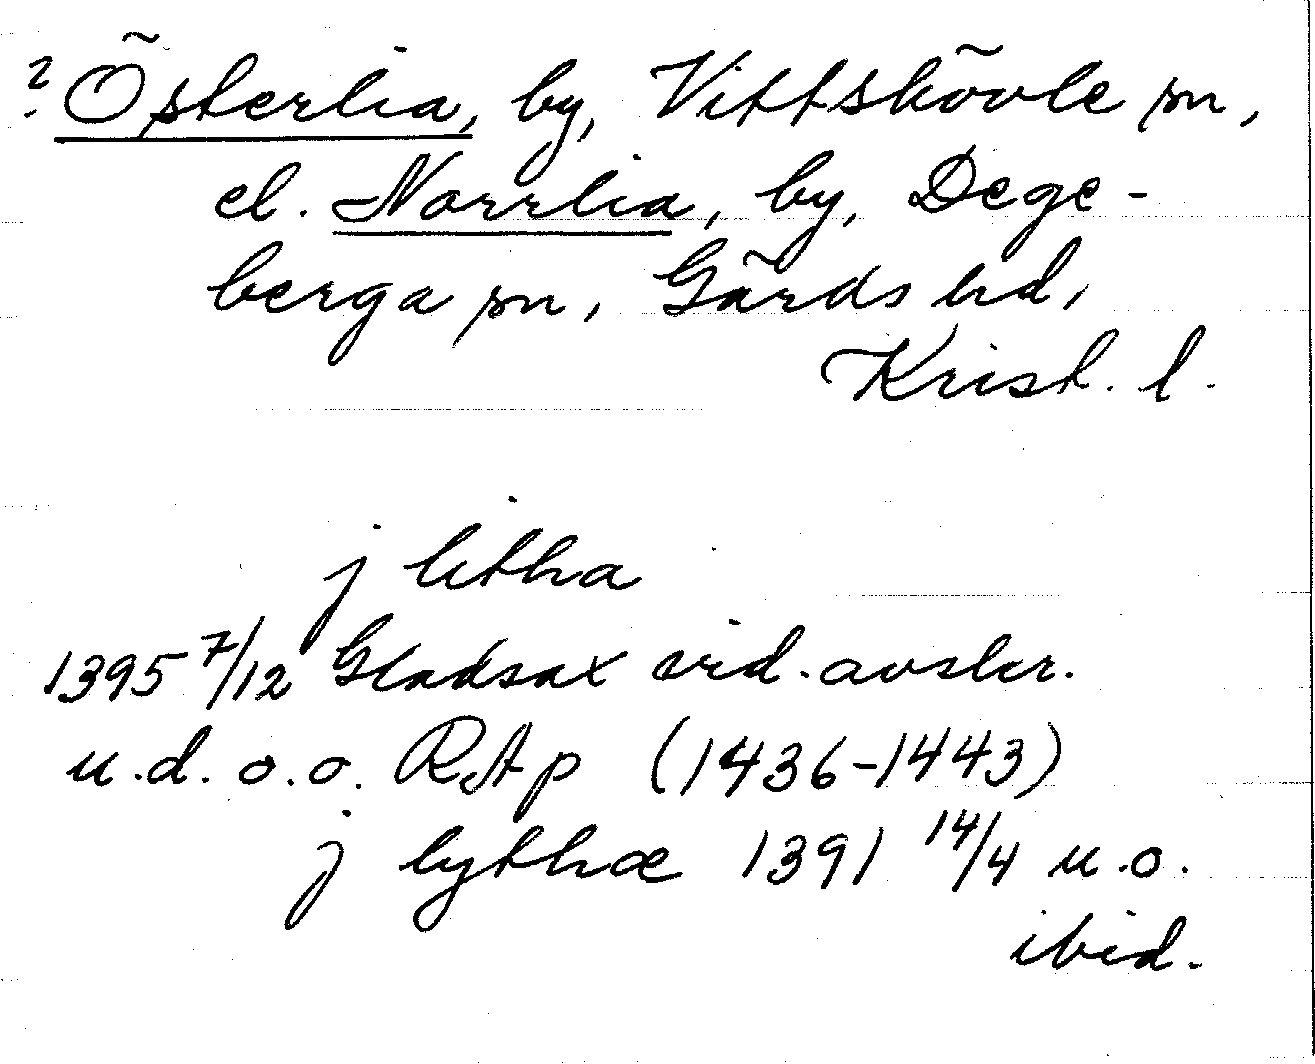 ? Österlia, by, Vittskövle sn,
el. Norrlia, by, Dege-
berga sn, Gärds hd,
Krist. l.
j litha
1395 7/12 Gladsax vid. avskr.
u.d. o.o. RAp (1436-1443)
j lythæ 1391 14/4 u.o.
ibid.